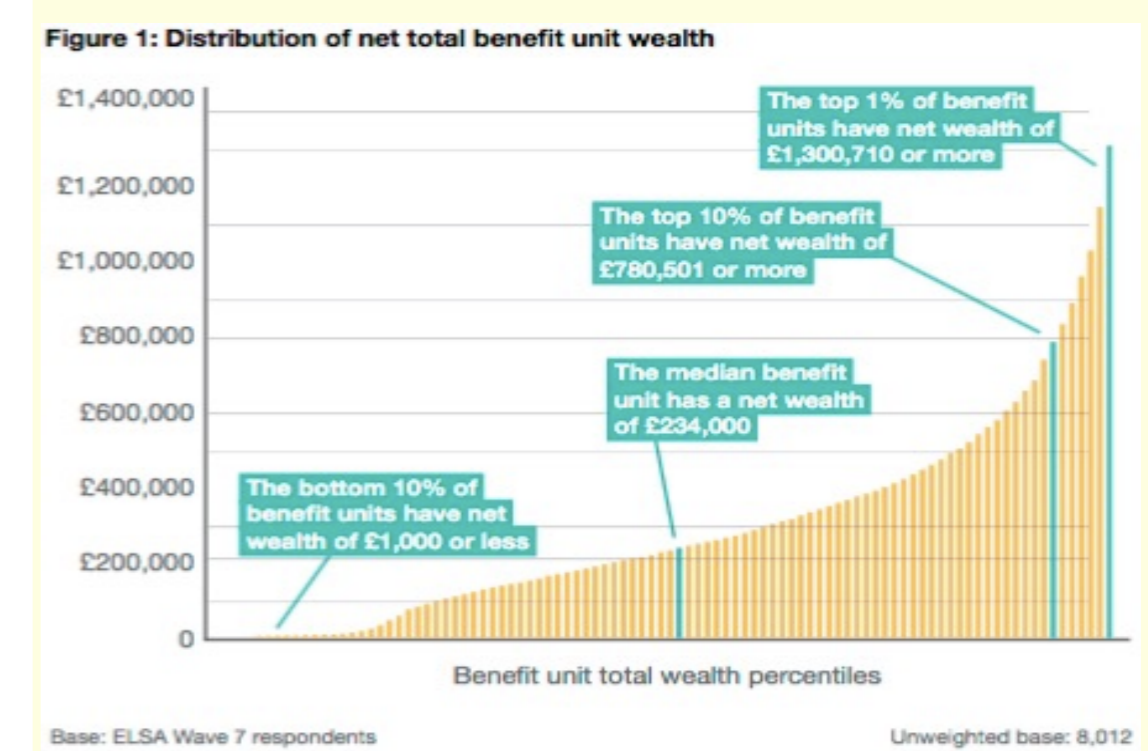 Figure 1: Distribution of net total benefit unit wealth
£1,400,000
£1,200,000
£1,000,000
£800,000
£600,000
£400,000
£200,000
0
The top 1% of benefit
units have net wealth of
£1,300,710 or more
The top 10% of benefit
units have net wealth of
£780,501 or more
The median benefit
unit has a net wealth
of £234,000
The bottom 10% of
benefit units have net
wealth of £1,000 or less
Benefit unit total wealth percentiles
Base: ELSA Wave 7 respondents
Unweighted base: 8,012